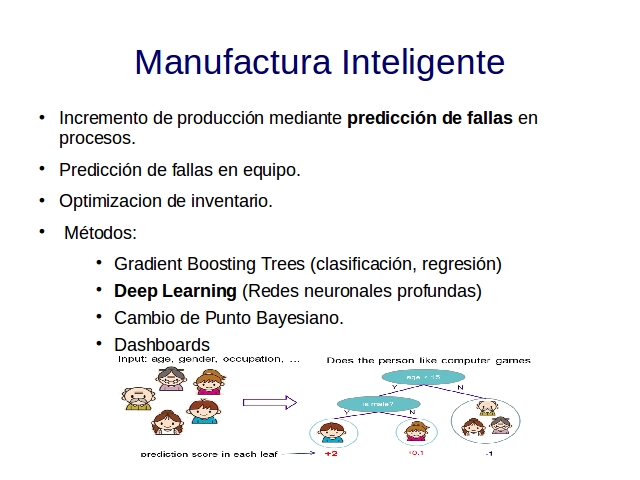 Manufactura Inteligente
• Incremento de producción mediante predicción de fallas en
procesos.
• Predicción de fallas en equipo.
• Optimizacion de inventario.
• Métodos:
• Gradient Boosting Trees (clasificación, regresión)
• Deep Learning (Redes neuronales profundas)
• Cambio de Punto Bayesiano.
• Dashboards
Input: age, gender, occupation, …
Does the person like computer games
age < 15
Y N
is male?
Y N
prediction score in each leaf
+2 +0.1 -1